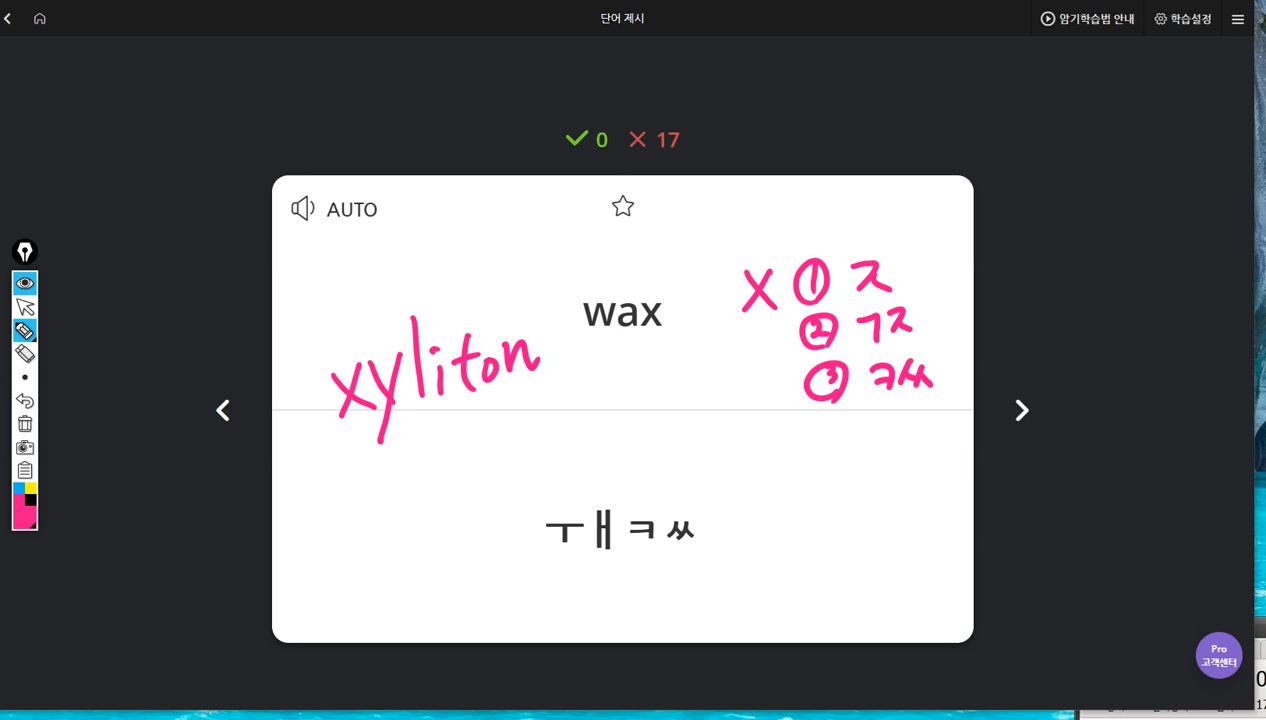 단어 제시
암기학습법 안내
학습설정
0 17
AUTO
wax
x ① ㅈ
② ㄱㅈ
③ ㅋㅆ
xyliton
ㅜㅐㅋㅆ
Pro
고객센터